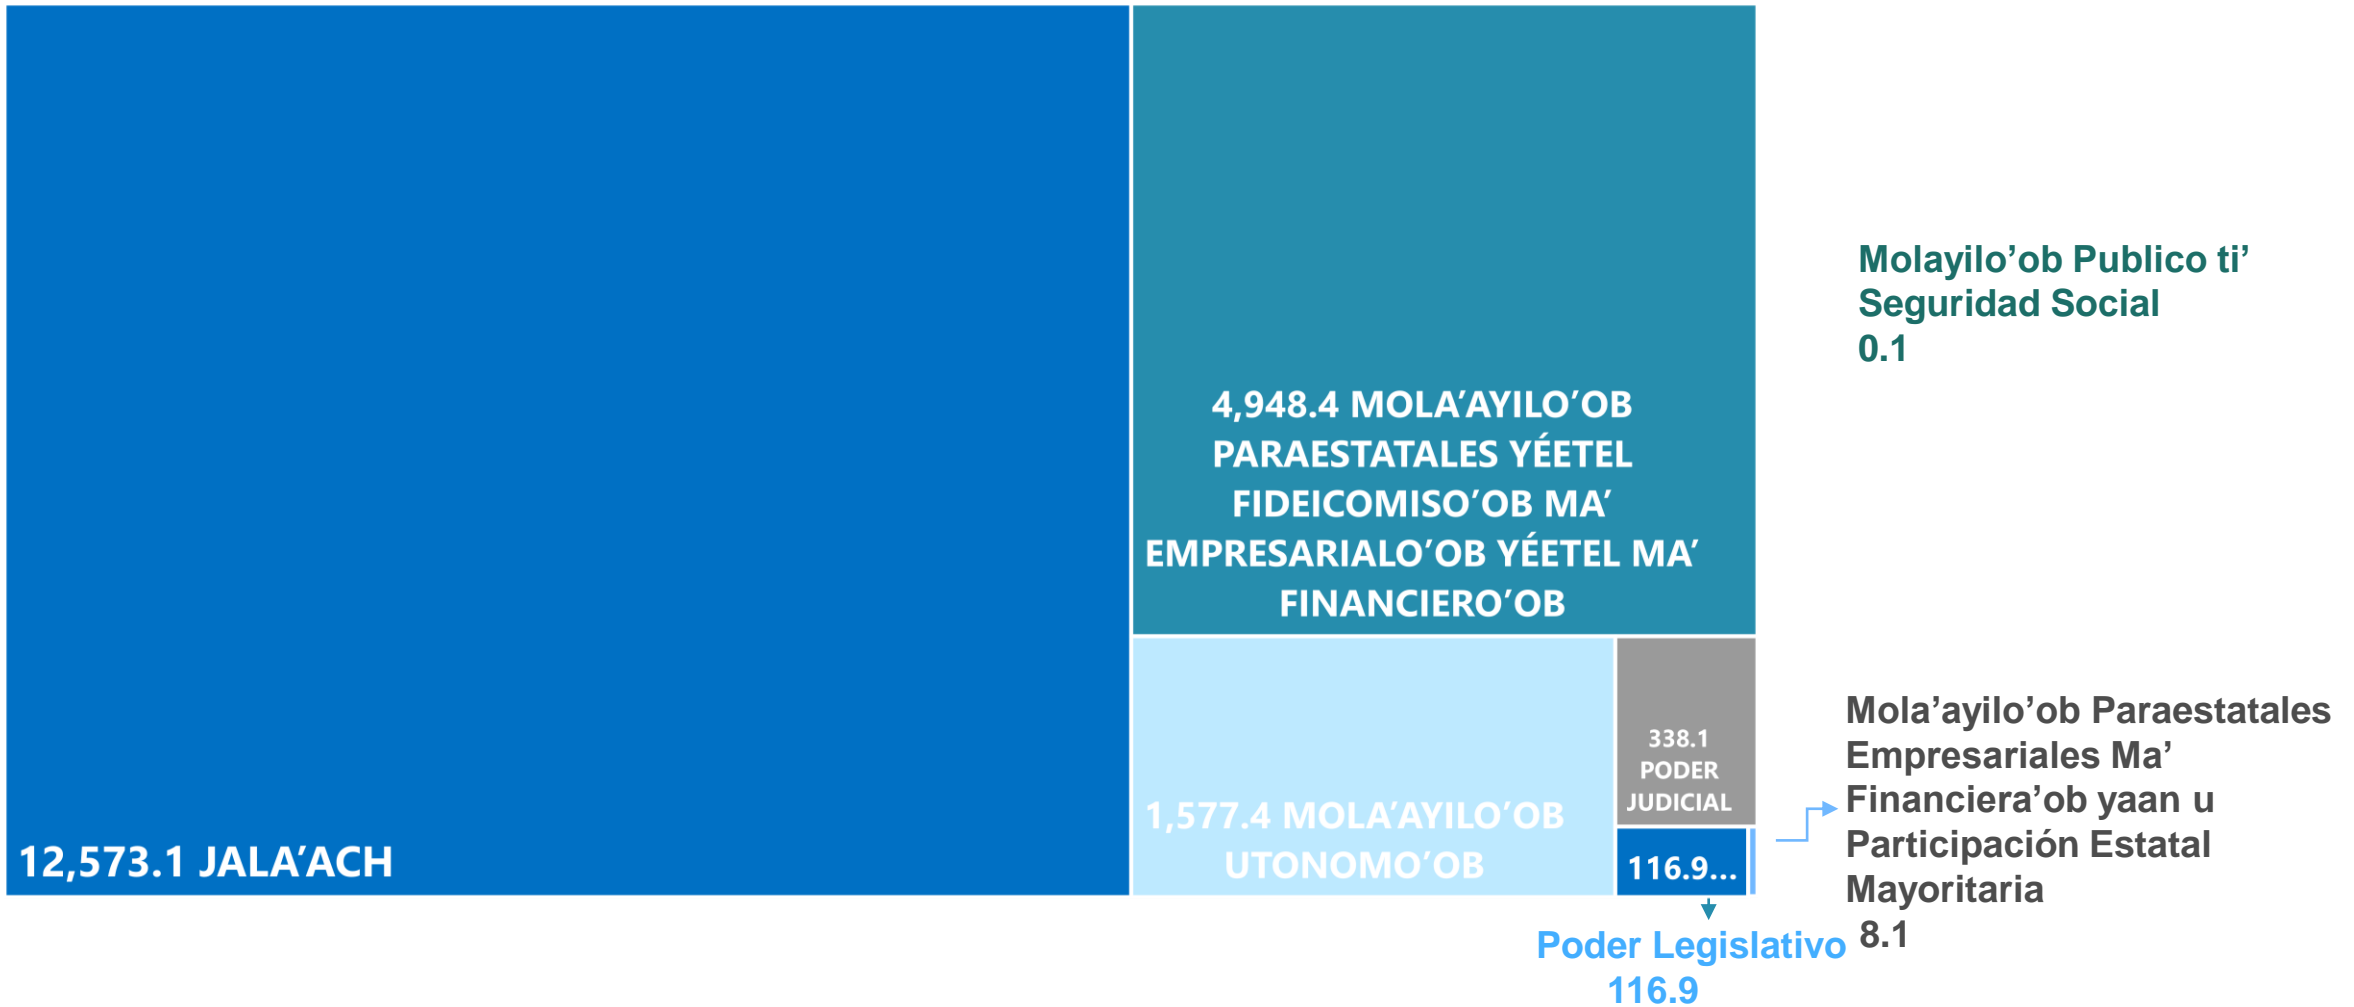 12,573.1 JALA’ACH
4,948.4 MOLA’AYILO’OB
PARAESTATALES YÉETEL
FIDEICOMISO’OB MA’
EMPRESARIALO’OB YÉETEL MA’
FINANCIERO’OB
1,577.4 MOLA’AYILO’OB
UTONOMO’OB
338.1
PODER
JUDICIAL
116.9...
Poder Legislativo
116.9
Molayilo’ob Publico ti’
Seguridad Social
0.1
Mola’ayilo’ob Paraestatales
Empresariales Ma’
Financiera’ob yaan u
Participación Estatal
Mayoritaria
8.1